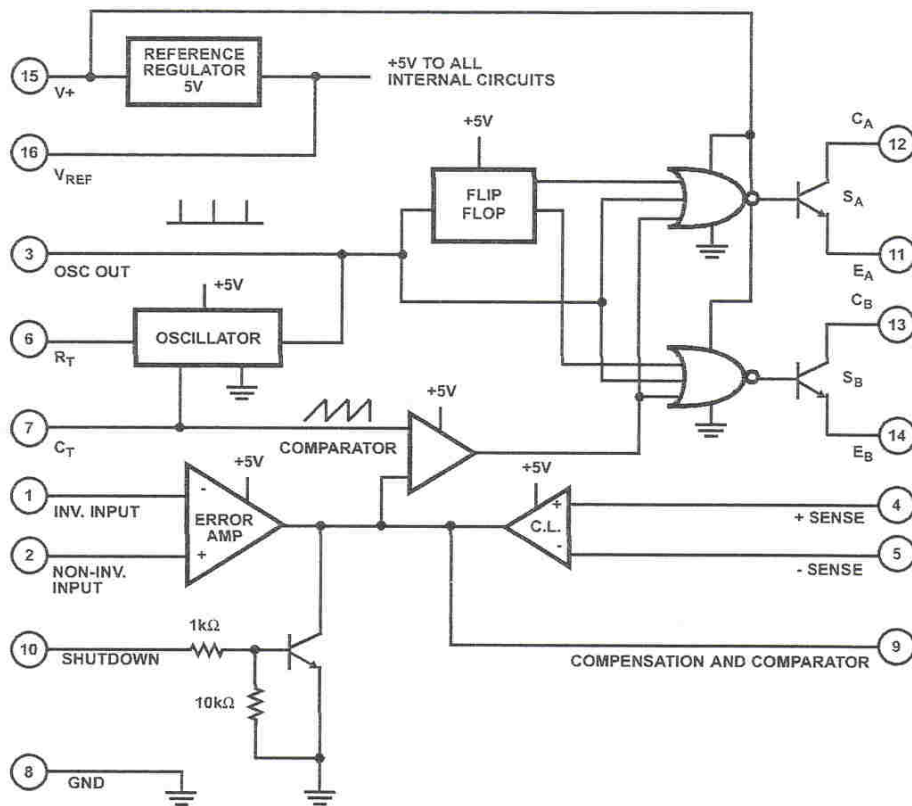 REFERENCE
REGULATOR
5V
+5V TO ALL
INTERNAL CIRCUITS
15
V+
16
VREF
+5V
FLIP
FLOP
CA
12
SA
11
EA
3
OSC OUT
+5V
OSCILLATOR
6
RT
CB
13
SB
14
EB
7
CT
COMPARATOR
+5V
1
INV. INPUT
+5V
-
ERROR
AMP
+
2
NON-INV.
INPUT
+5V
+
C.L.
-
4
+ SENSE
5
- SENSE
10
SHUTDOWN
1kΩ
10kΩ
9
COMPENSATION AND COMPARATOR
8
GND